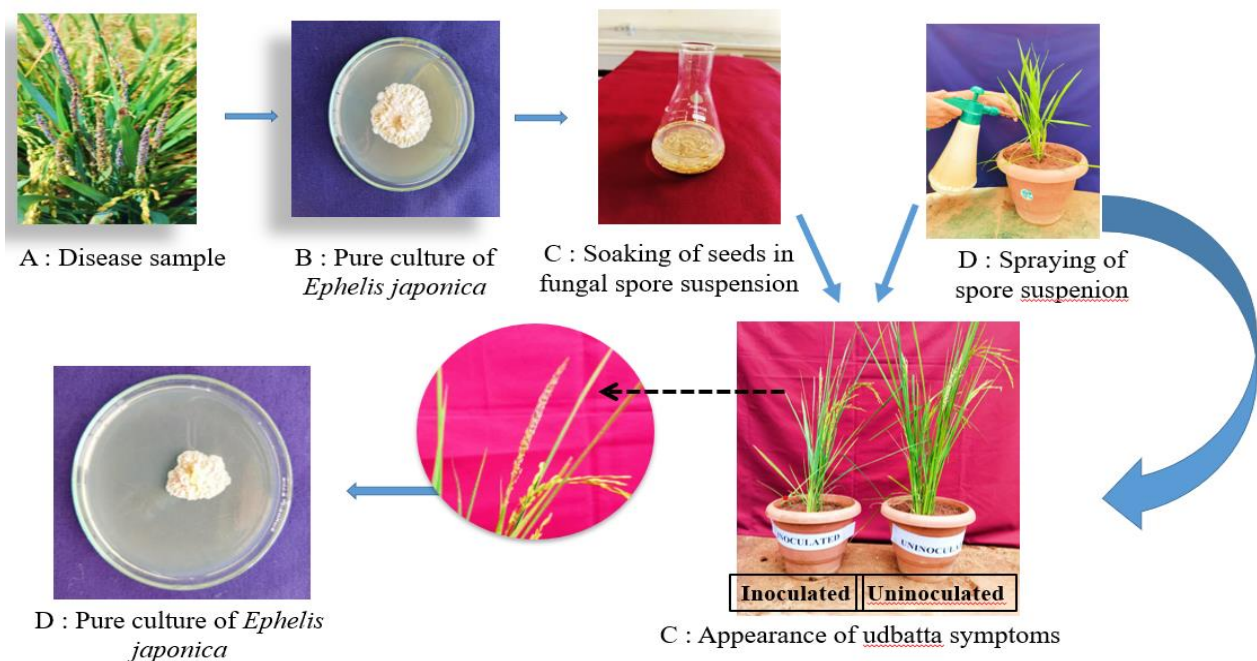 A : Disease sample
B : Pure culture of
Ephelis japonica
C : Soaking of seeds in
fungal spore suspension
D : Spraying of
spore suspenion
INOCULATED
UNINOCULA
Inoculated
Uninoculated
C : Appearance of udbatta symptoms
D : Pure culture of Ephelis
japonica